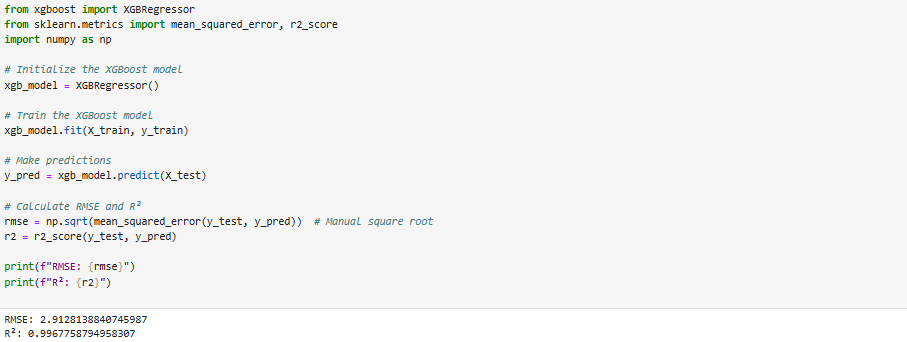 from xgboost import XGBRegressor
from sklearn.metrics import mean_squared_error, r2_score
import numpy as np
# Initialize the XGBoost model
xgb_model = XGBRegressor()
# Train the XGBoost model
xgb_model.fit(X_train, y_train)
# Make predictions
y_pred = xgb_model.predict(X_test)
# Calculate RMSE and R²
rmse = np.sqrt(mean_squared_error(y_test, y_pred))  # Manual square root
r2 = r2_score(y_test, y_pred)
print(f"RMSE: {rmse}")
print(f"R²: {r2}")
RMSE: 2.9128138840745987
R²: 0.9967758794958307